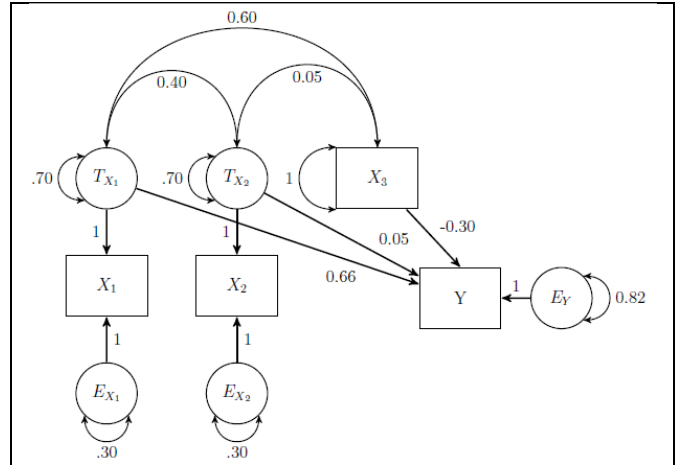 0.60
0.40
0.05
.70
T_{X_1}
.70
T_{X_2}
1
X_3
1
1
0.05
-0.30
0.66
X_1
X_2
Y
1
E_Y
0.82
1
1
E_{X_1}
E_{X_2}
.30
.30